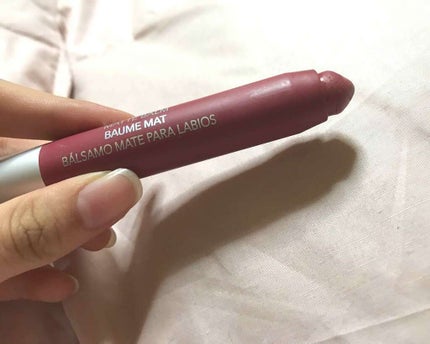 BAUME MAT
BÁLSAMO MATE PARA LABIOS